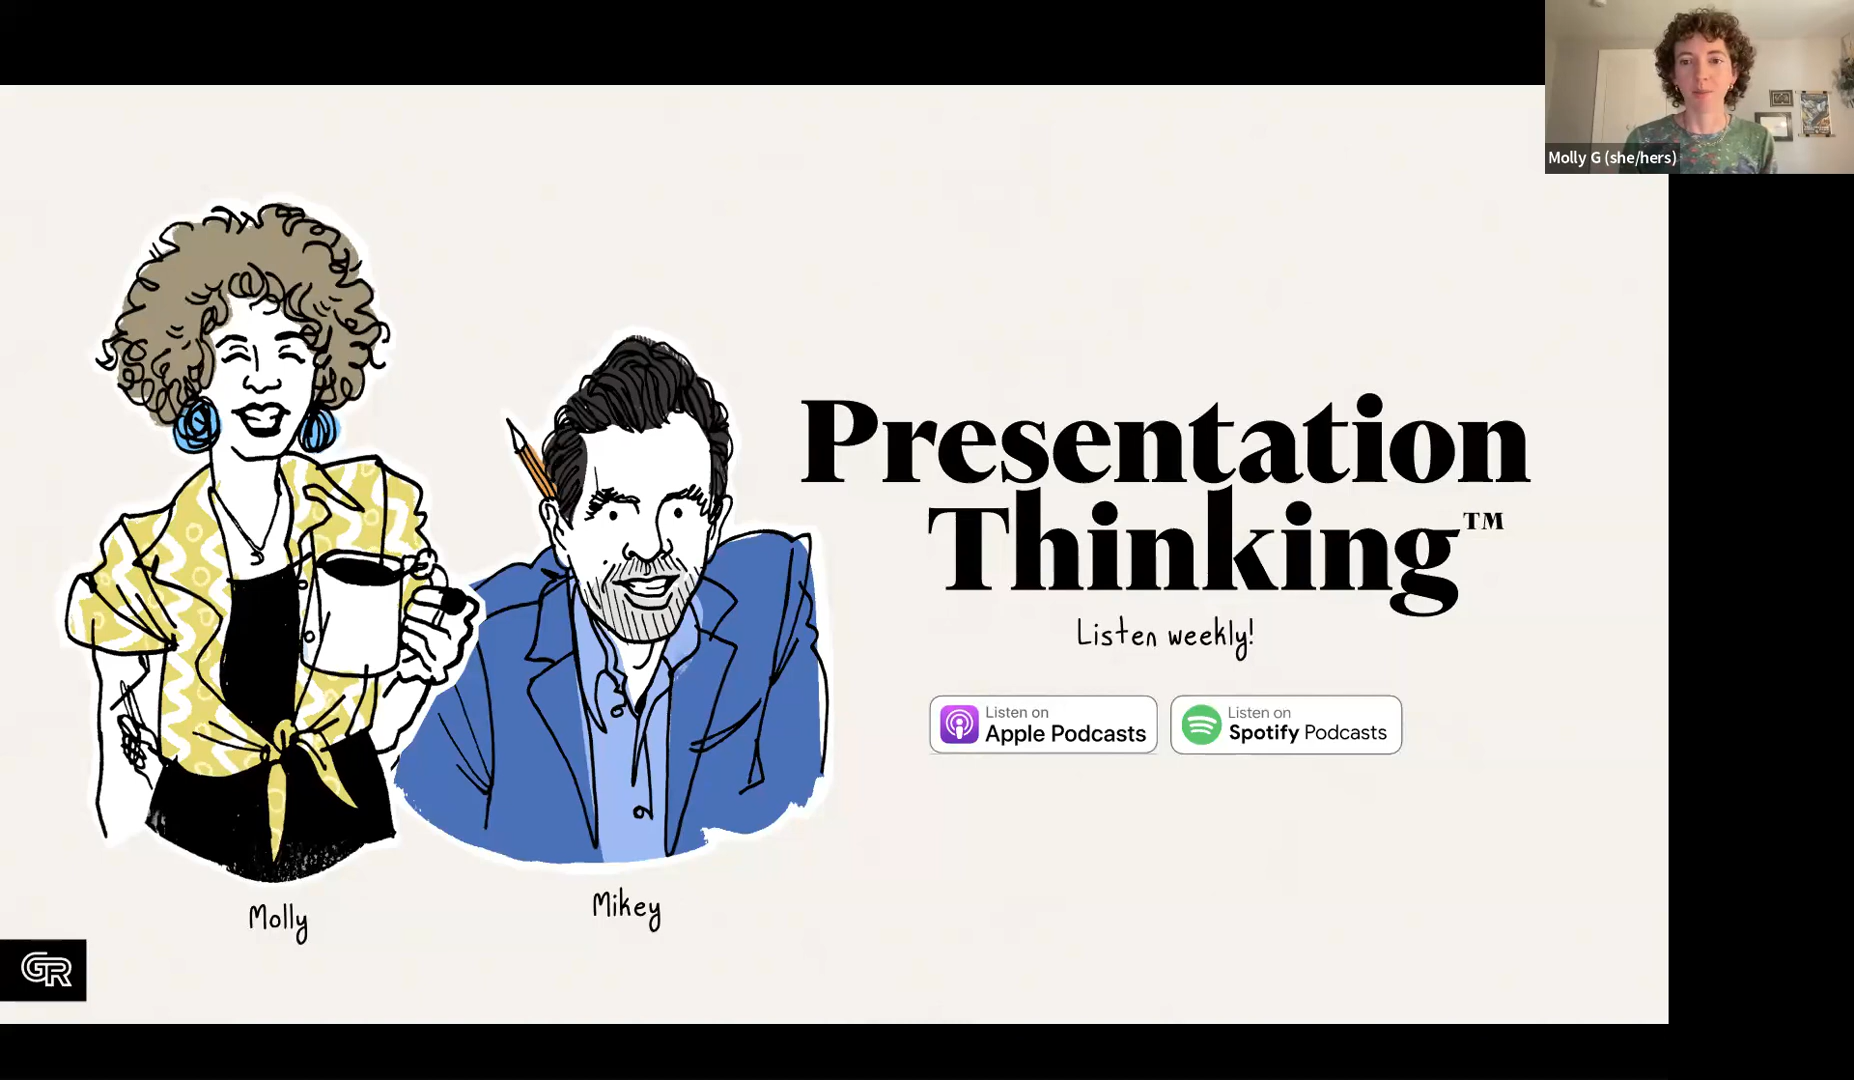 Molly G (she/hers)
Presentation
Thinking™
Listen weekly!
Listen on
Apple Podcasts
Listen on
Spotify Podcasts
Molly
Mikey
GR